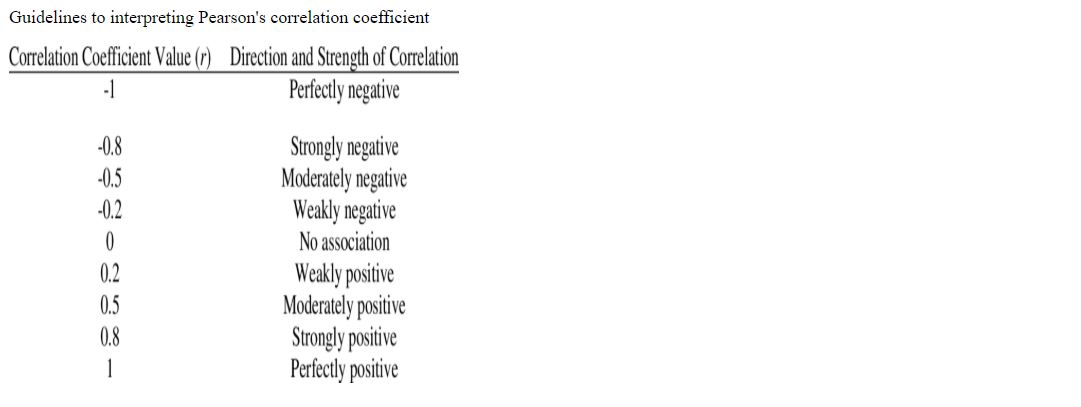 Guidelines to interpreting Pearson's correlation coefficient
Correlation Coefficient Value (r) Direction and Strength of Correlation
-1 Perfectly negative
-0.8 Strongly negative
-0.5 Moderately negative
-0.2 Weakly negative
0 No association
0.2 Weakly positive
0.5 Moderately positive
0.8 Strongly positive
1 Perfectly positive